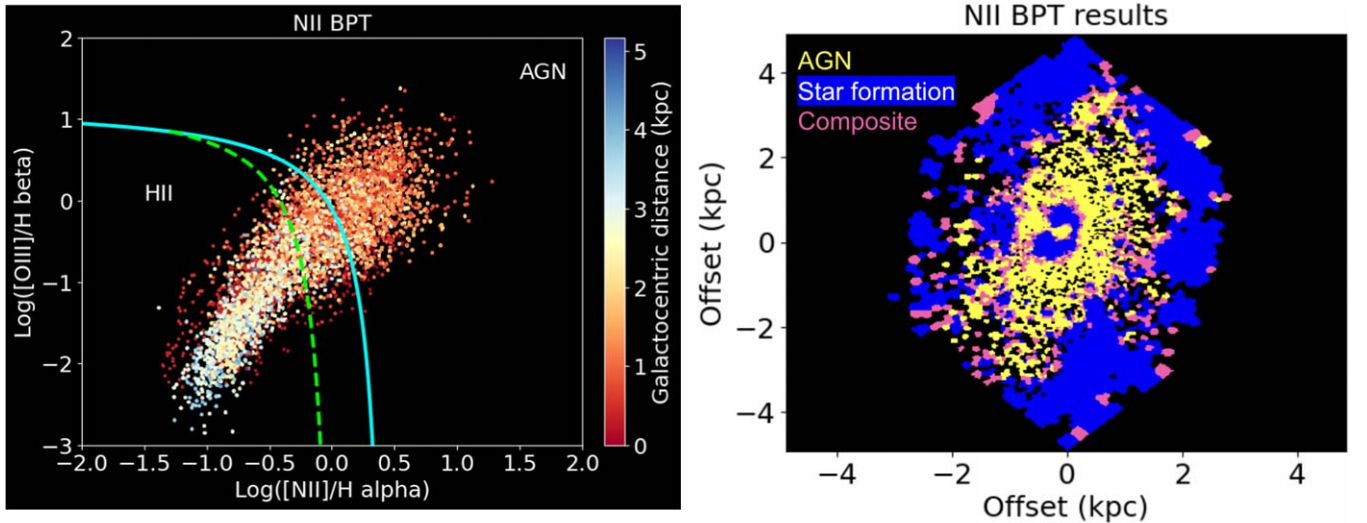 NII BPT
2
1
0
−1
−2
−3
AGN
HII
−2.0 −1.5 −1.0 −0.5 0.0 0.5 1.0 1.5 2.0
Log([NII]/H alpha)
Log([OIII]/H beta)
5
4
3
2
1
0
Galactocentric distance (kpc)
NII BPT results
AGN
Star formation
Composite
4
2
0
−2
−4
−4 −2 0 2 4
Offset (kpc)
Offset (kpc)